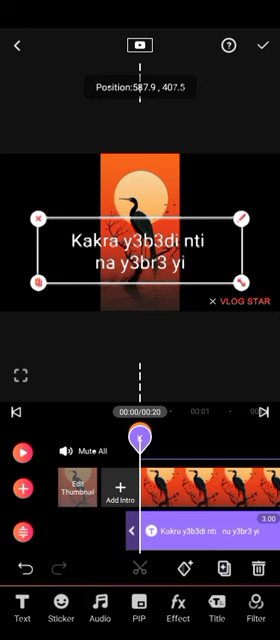 Position:587.9 , 407.5
Kakra y3b3di nti
na y3br3 yi
× VLOG STAR
00:00/00:20
00:01
Mute All
Edit
Thumbnail
Add Intro
3.00
T Kakra y3b3di nti na y3br3 yi
Text
Sticker
Audio
PIP
Effect
Title
Filter